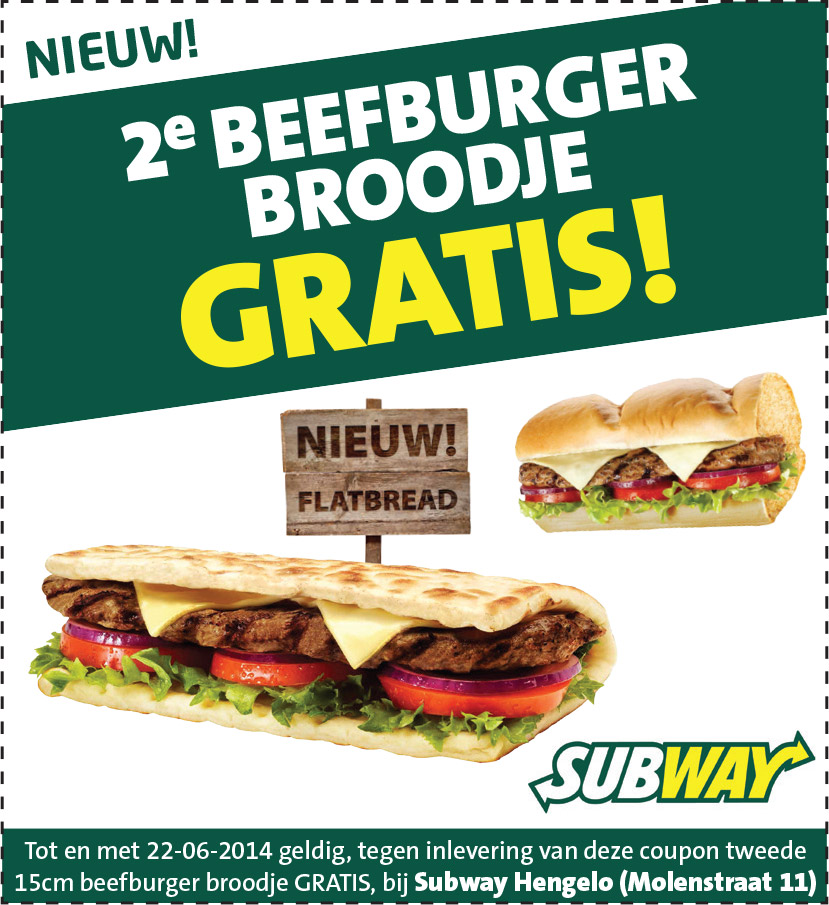 NIEUW!
2e BEEFBURGER
BROODJE
GRATIS!
NIEUW!
FLATBREAD
SUBWAY
Tot en met 22-06-2014 geldig, tegen inlevering van deze coupon tweede
15cm beefburger broodje GRATIS, bij Subway Hengelo (Molenstraat 11)